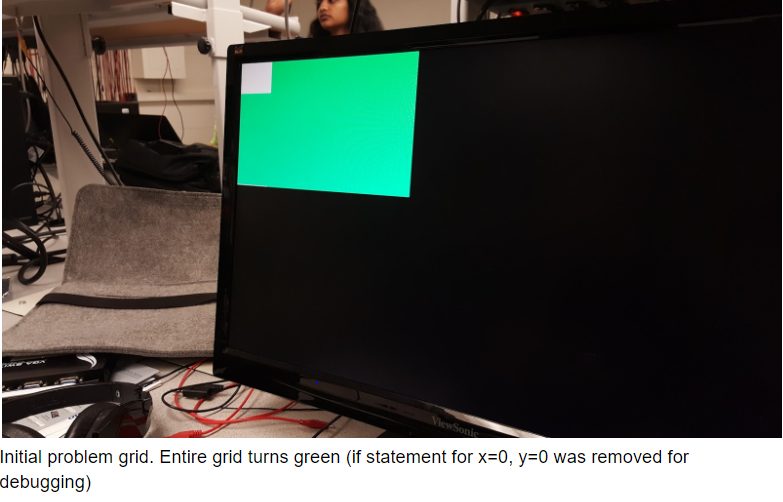 ViewSonic
Initial problem grid. Entire grid turns green (if statement for x=0, y=0 was removed for
debugging)